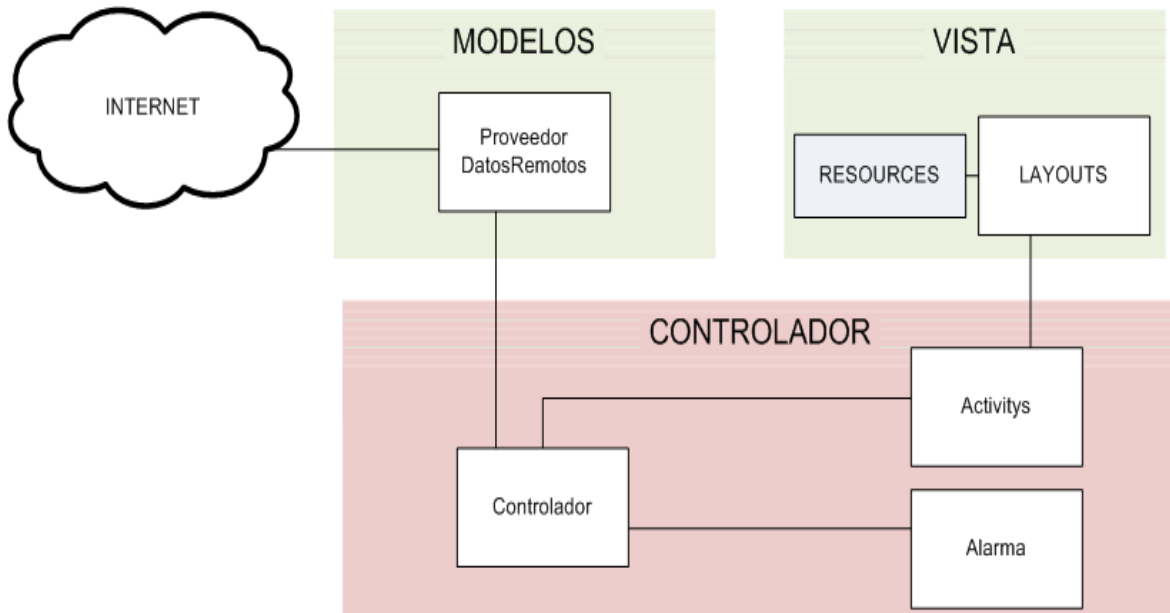 MODELOS
VISTA
INTERNET
Proveedor
DatosRemotos
RESOURCES
LAYOUTS
CONTROLADOR
Activitys
Controlador
Alarma